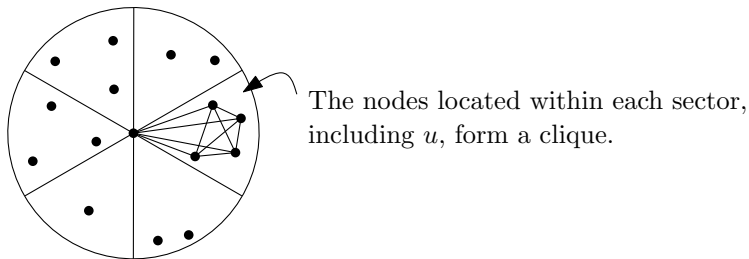 The nodes located within each sector,
including u, form a clique.